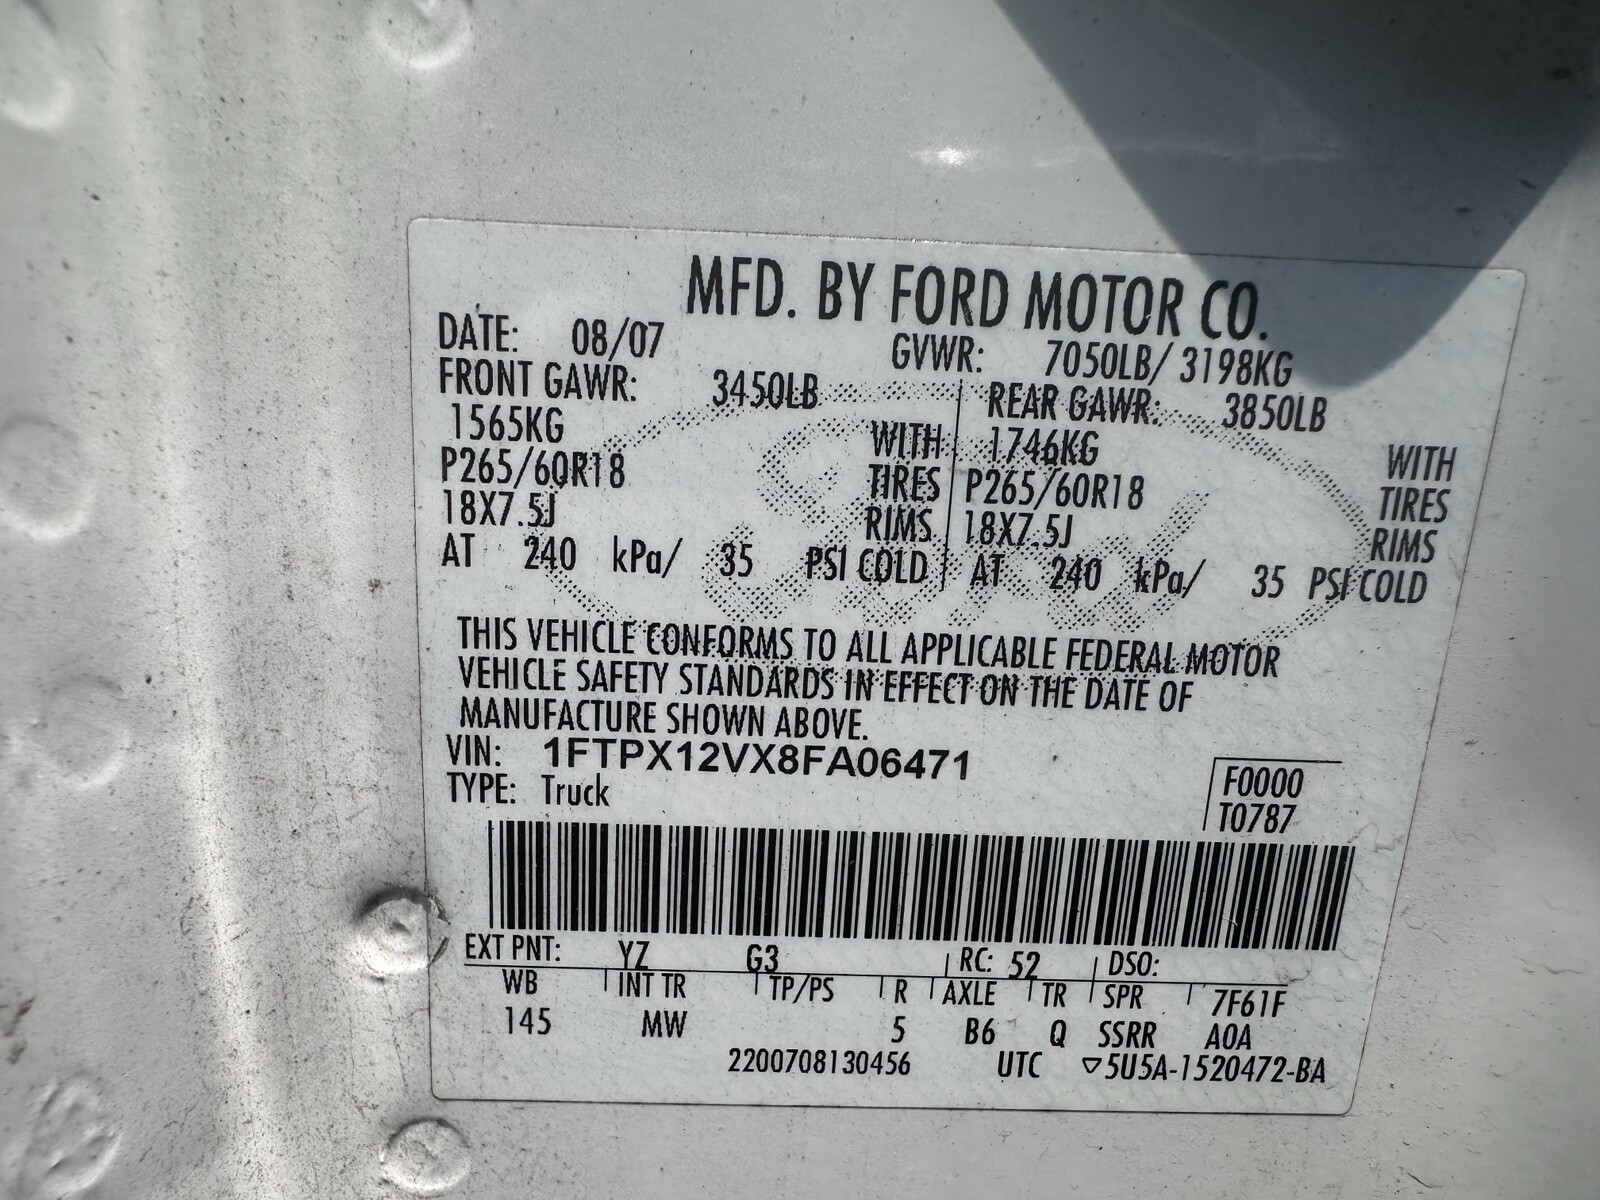 MFD. BY FORD MOTOR CO.
DATE: 08/07 GVWR: 7050LB/ 3198KG
FRONT GAWR: 3450LB REAR GAWR: 3850LB
1565KG WITH 1746KG WITH
P265/60R18 TIRES P265/60R18 TIRES
18X7.5J RIMS 18X7.5J RIMS
AT 240 kPa/ 35 PSI COLD AT 240 kPa/ 35 PSI COLD
Ford
THIS VEHICLE CONFORMS TO ALL APPLICABLE FEDERAL MOTOR
VEHICLE SAFETY STANDARDS IN EFFECT ON THE DATE OF
MANUFACTURE SHOWN ABOVE.
VIN: 1FTPX12VX8FA06471
TYPE: Truck
F0000
T0787
EXT PNT: YZ G3 RC: 52 DSO:
WB INT TR TP/PS R AXLE TR SPR 7F61F
145 MW 5 B6 Q SSRR A0A
2200708130456 UTC ▽5U5A-1520472-BA